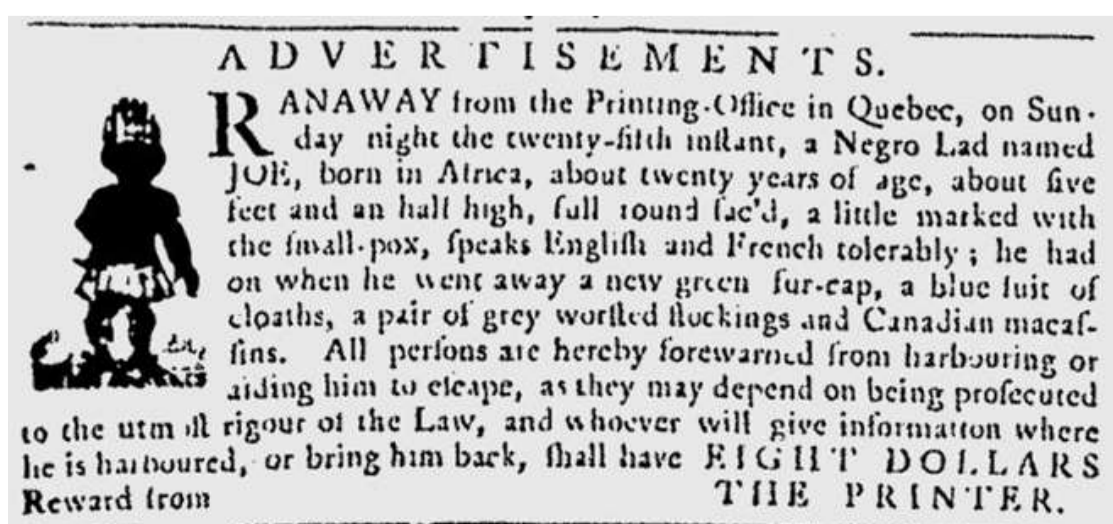 ADVERTISEMENTS.
RANAWAY from the Printing-Office in Quebec, on Sun-
day night the twenty-fifth inſtant, a Negro Lad named
JOE, born in Africa, about twenty years of age, about five
feet and an half high, full round fac'd, a little marked with
the ſmall-pox, ſpeaks Engliſh and French tolerably; he had
on when he went away a new green fur-cap, a blue ſuit of
cloaths, a pair of grey worſted ſtockings and Canadian macaſ-
ſins. All perſons are hereby forewarned from harbouring or
aiding him to eſcape, as they may depend on being proſecuted
to the utmoſt rigour of the Law, and whoever will give information where
he is harboured, or bring him back, ſhall have EIGHT DOLLARS
Reward from THE PRINTER.